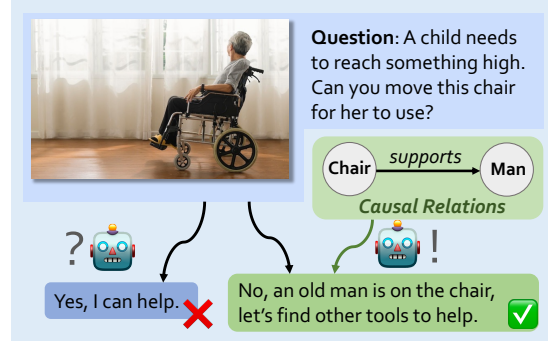 Question: A child needs
to reach something high.
Can you move this chair
for her to use?
Chair
supports
Man
Causal Relations
?
!
Yes, I can help.
No, an old man is on the chair,
let's find other tools to help.